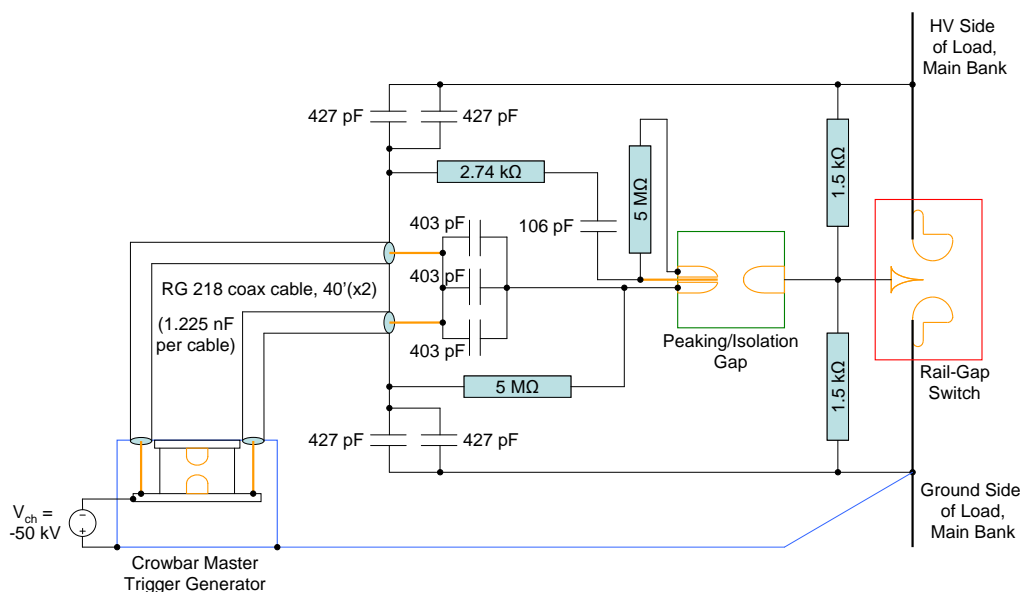 HV Side
of Load,
Main Bank
427 pF
427 pF
2.74 kΩ
5 MΩ
1.5 kΩ
403 pF
106 pF
403 pF
RG 218 coax cable, 40'(x2)
(1.225 nF
per cable)
403 pF
Peaking/Isolation
Gap
1.5 kΩ
Rail-Gap
Switch
5 MΩ
427 pF
427 pF
V_ch =
-50 kV
Ground Side
of Load,
Main Bank
Crowbar Master
Trigger Generator